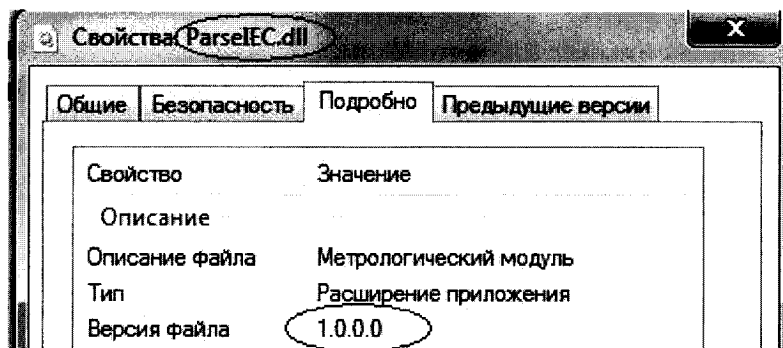 Свойства: ParseIEC.dll
Общие Безопасность Подробно Предыдущие версии
Свойство Значение
Описание
Описание файла Метрологический модуль
Тип Расширение приложения
Версия файла 1.0.0.0